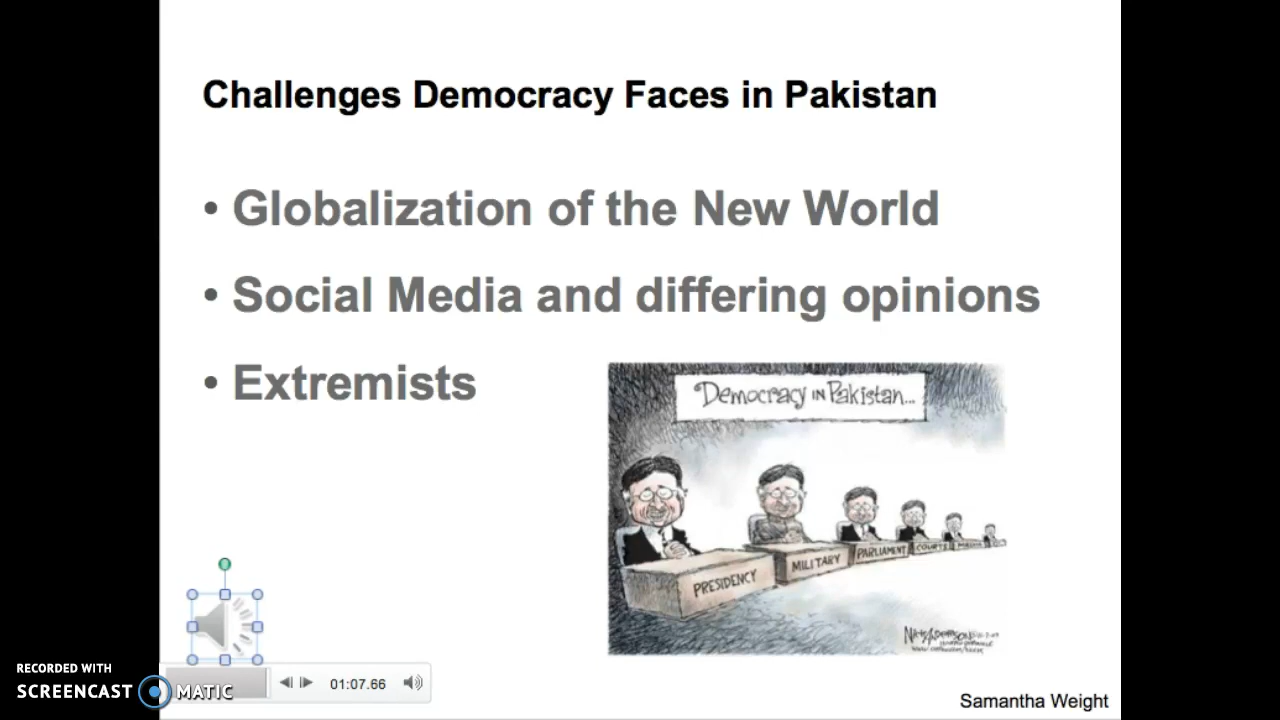 Challenges Democracy Faces in Pakistan
• Globalization of the New World
• Social Media and differing opinions
• Extremists
Democracy IN Pakistan...
PRESIDENCY
MILITARY
PARLIAMENT
COURTS
01:07.66
RECORDED WITH
SCREENCAST MATIC
Samantha Weight